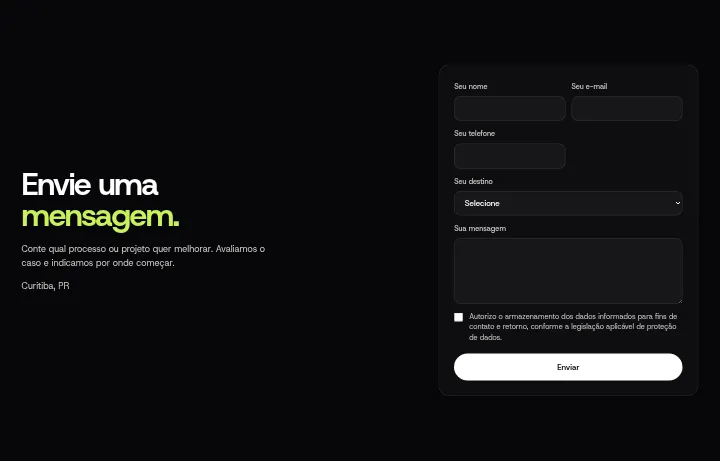 Envie uma
mensagem.
Conte qual processo ou projeto quer melhorar. Avaliamos o
caso e indicamos por onde começar.
Curitiba, PR
Seu nome
Seu e-mail
Seu telefone
Seu destino
Selecione
Sua mensagem
Autorizo o armazenamento dos dados informados para fins de
contato e retorno, conforme a legislação aplicável de proteção
de dados.
Enviar